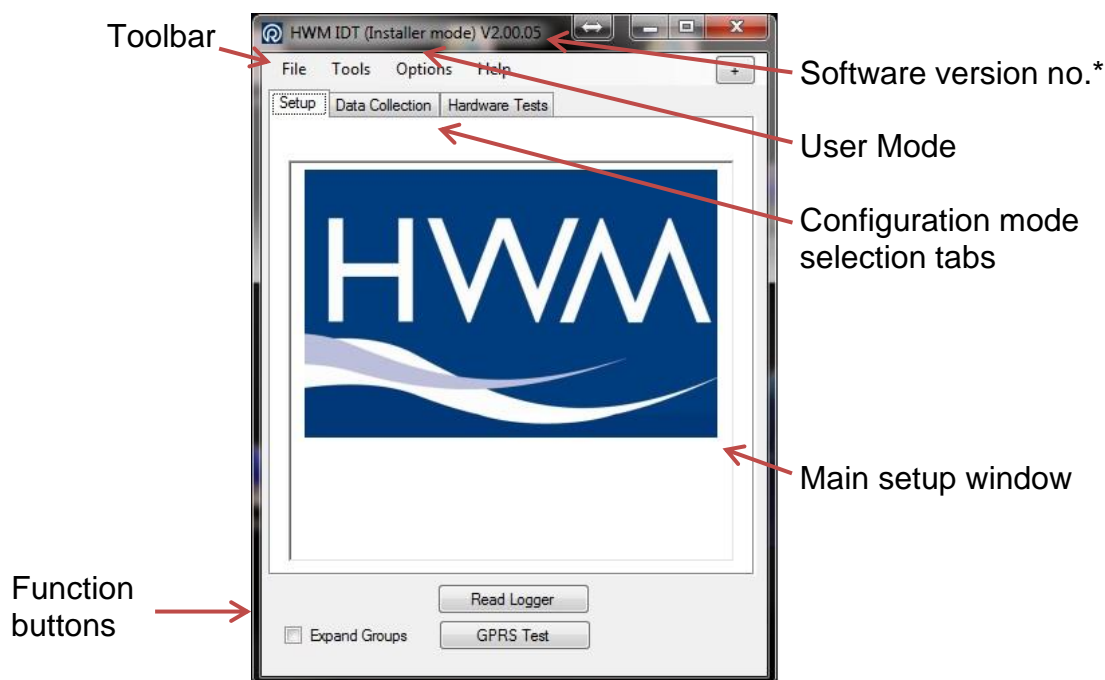 Toolbar
HWM IDT (Installer mode) V2.00.05
File Tools Options Help +
Software version no.*
Setup Data Collection Hardware Tests
User Mode
Configuration mode
selection tabs
HWM
Main setup window
Function
buttons
Read Logger
Expand Groups GPRS Test